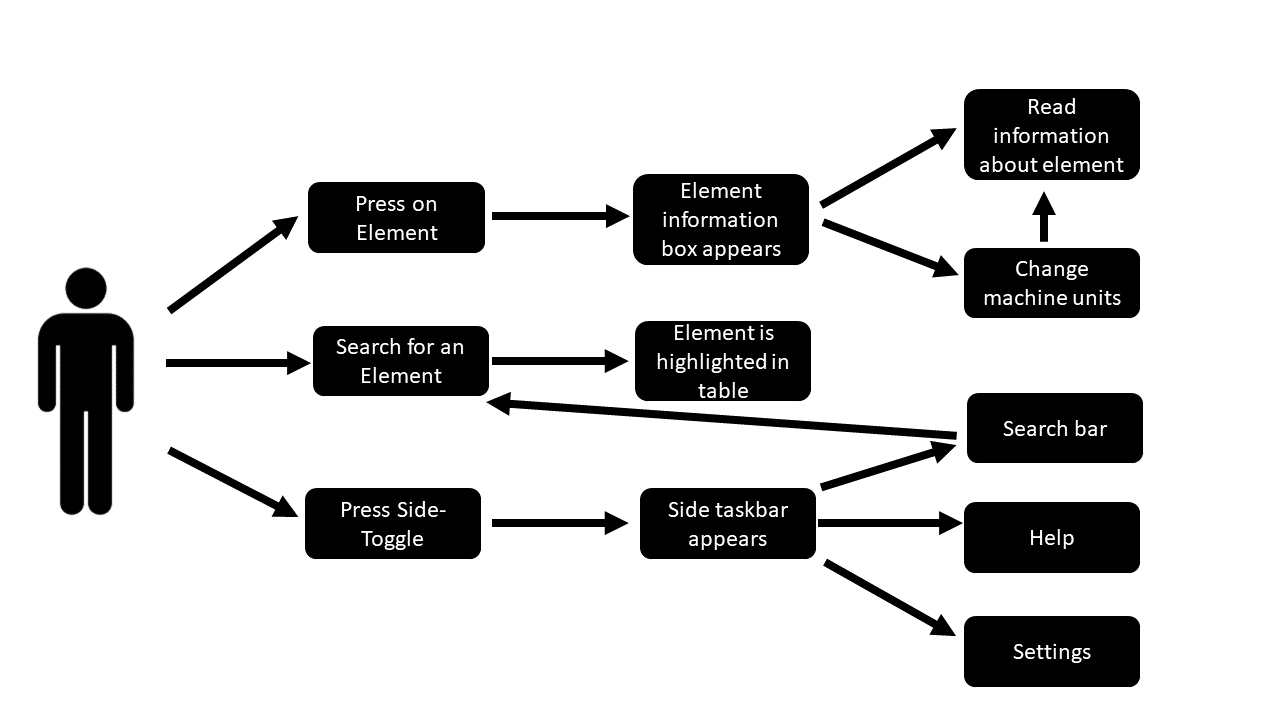 Read
information
about element
Press on
Element
Element
information
box appears
Change
machine units
Search for an
Element
Element is
highlighted in
table
Search bar
Press Side-
Toggle
Side taskbar
appears
Help
Settings